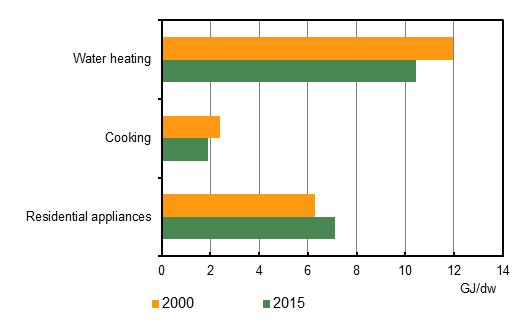 Water heating
Cooking
Residential appliances
0 2 4 6 8 10 12 14
GJ/dw
2000 2015